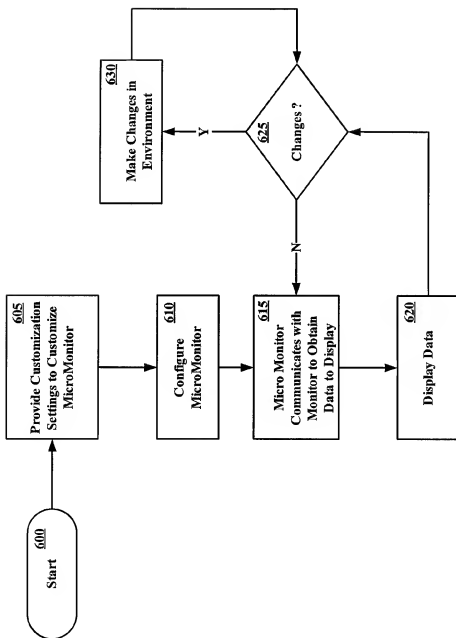 600
Start
605
Provide Customization
Settings to Customize
MicroMonitor
610
Configure
MicroMonitor
615
Micro Monitor
Communicates with
Monitor to Obtain
Data to Display
620
Display Data
625
Changes ?
Y
N
630
Make Changes in
Environment